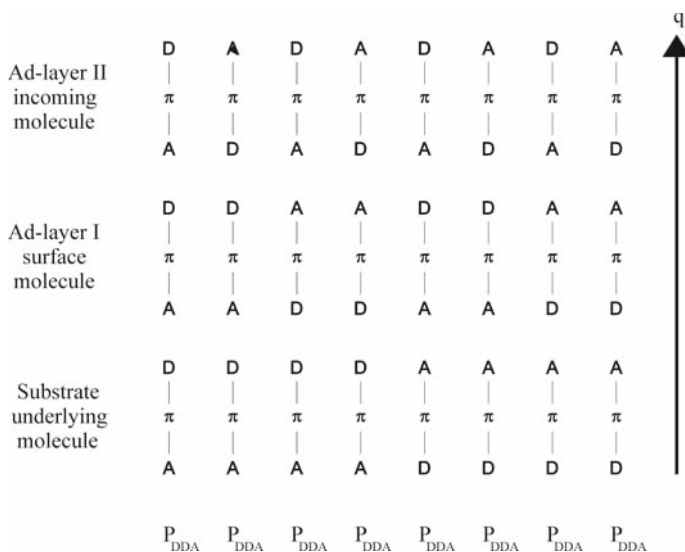 q
D A D A D A D A
Ad-layer II
incoming
molecule
π π π π π π π π
A D A D A D A D
D D A A D D A A
Ad-layer I
surface
molecule
π π π π π π π π
A A D D A A D D
D D D D A A A A
Substrate
underlying
molecule
π π π π π π π π
A A A A D D D D
P_DDA P_DDA P_DDA P_DDA P_DDA P_DDA P_DDA P_DDA